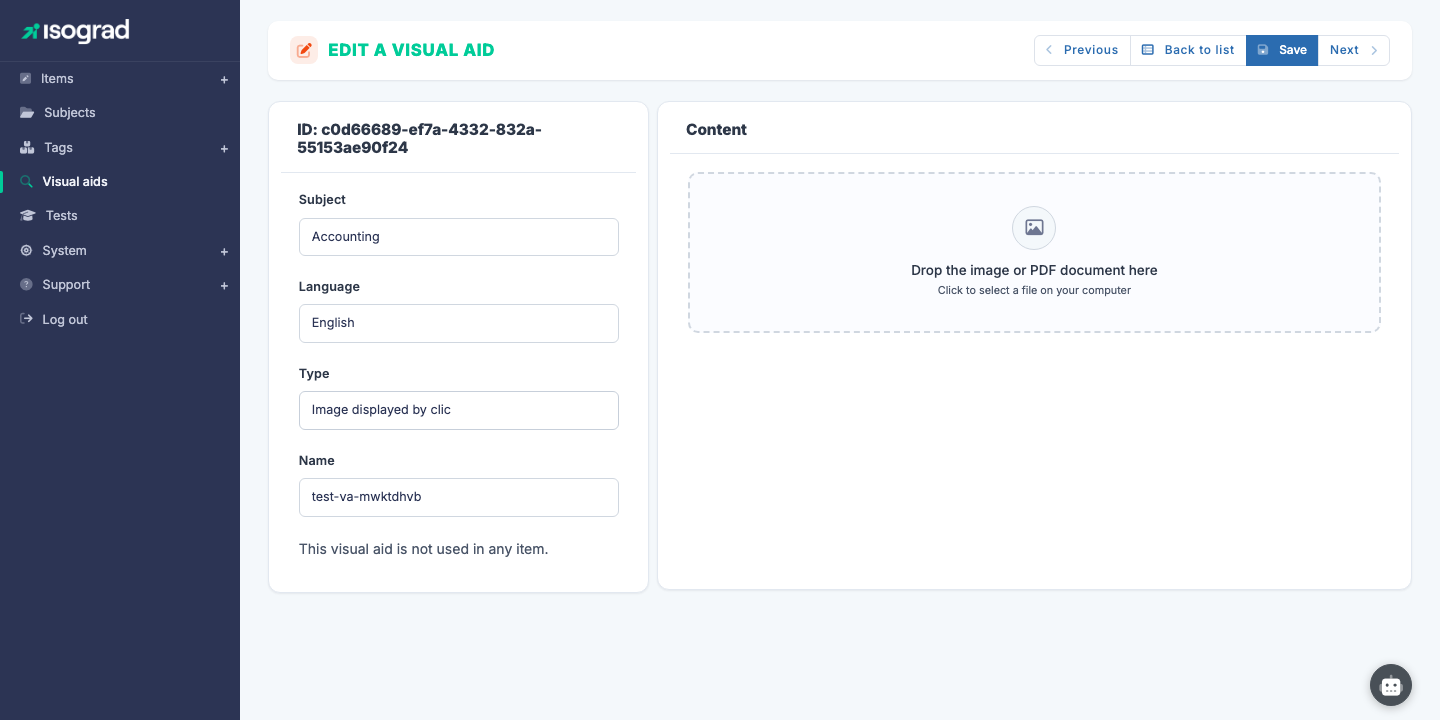 isograd
Items +
Subjects
Tags +
Visual aids
Tests
System +
Support +
Log out
EDIT A VISUAL AID
Previous
Back to list
Save
Next
ID: c0d66689-ef7a-4332-832a-
55153ae90f24
Subject
Accounting
Language
English
Type
Image displayed by clic
Name
test-va-mwktdhvb
This visual aid is not used in any item.
Content
Drop the image or PDF document here
Click to select a file on your computer